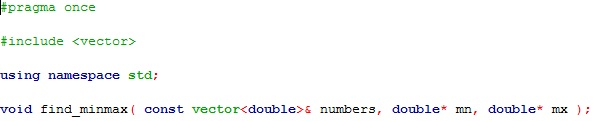 #pragma once
#include <vector>
using namespace std;
void find_minmax( const vector<double>& numbers, double* mn, double* mx );